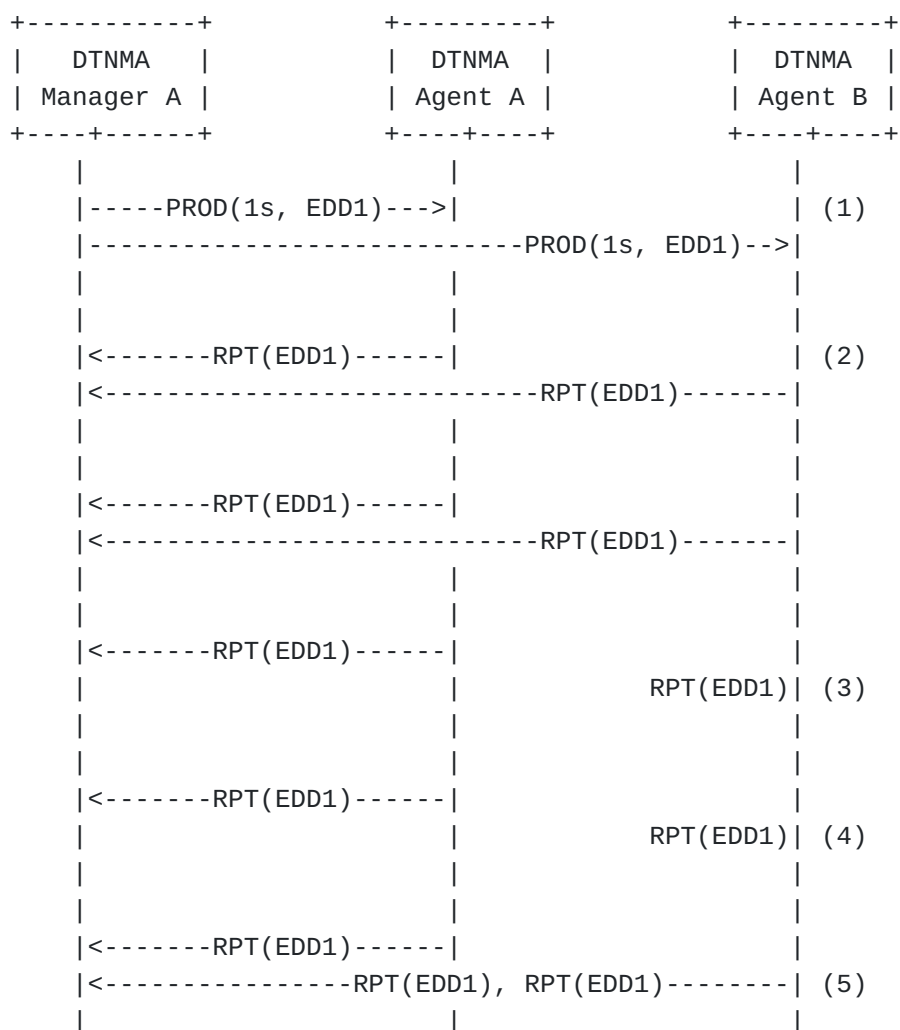 +-----------+           +---------+           +---------+
|   DTNMA   |           |  DTNMA  |           |  DTNMA  |
| Manager A |           | Agent A |           | Agent B |
+----+------+           +----+----+           +----+----+
    |                       |                     |
    |-----PROD(1s, EDD1)--->|                     | (1)
    |----------------------------PROD(1s, EDD1)-->|
    |                       |                     |
    |                       |                     |
    |<-------RPT(EDD1)------|                     | (2)
    |<----------------------------RPT(EDD1)-------|
    |                       |                     |
    |                       |                     |
    |<-------RPT(EDD1)------|                     |
    |<----------------------------RPT(EDD1)-------|
    |                       |                     |
    |                       |                     |
    |<-------RPT(EDD1)------|                     |
    |                       |            RPT(EDD1)| (3)
    |                       |                     |
    |                       |                     |
    |<-------RPT(EDD1)------|                     |
    |                       |            RPT(EDD1)| (4)
    |                       |                     |
    |                       |                     |
    |<-------RPT(EDD1)------|                     |
    |<----------------RPT(EDD1), RPT(EDD1)--------| (5)
    |                       |                     |